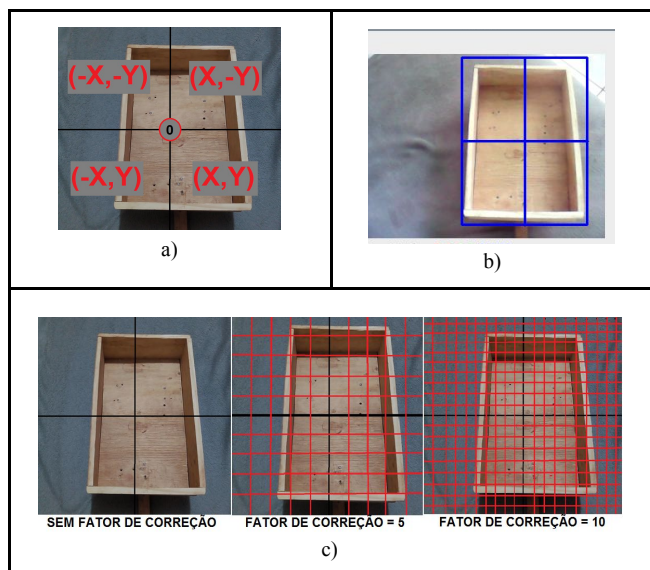 (-X,-Y) (X,-Y)
0
(-X,Y) (X,Y)
a)
b)
SEM FATOR DE CORREÇÃO FATOR DE CORREÇÃO = 5 FATOR DE CORREÇÃO = 10
c)